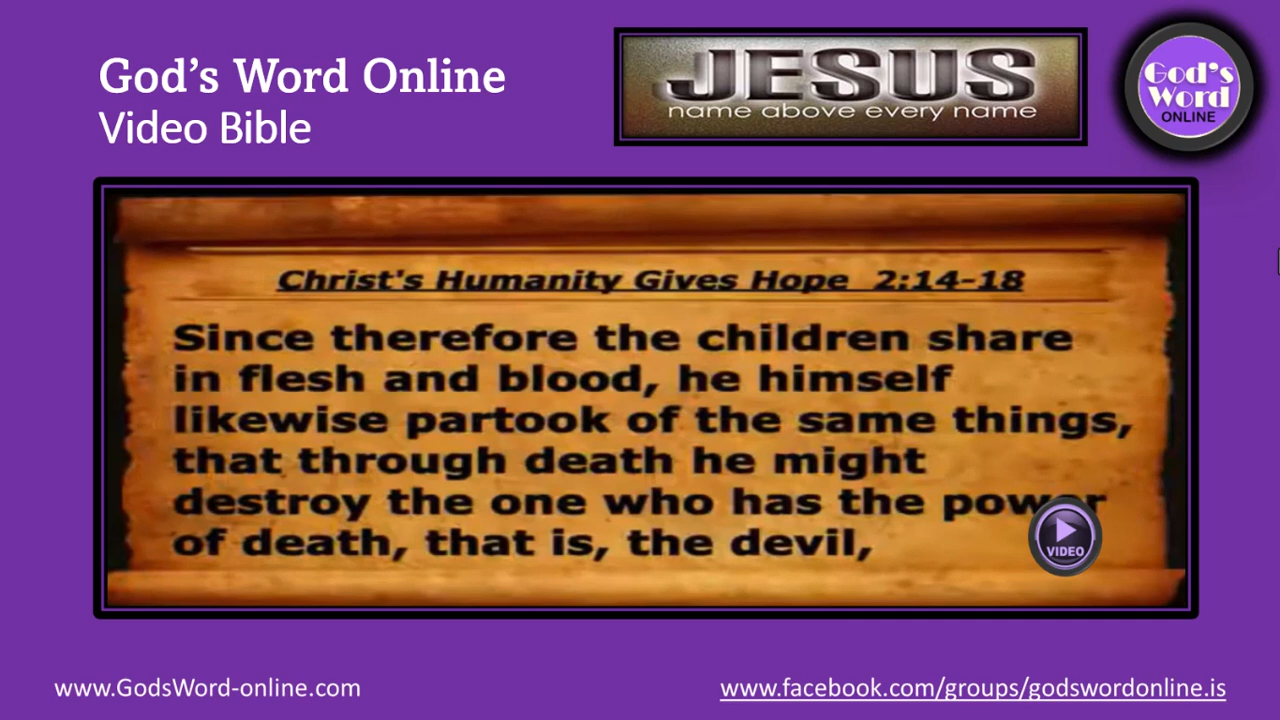 God's Word Online
Video Bible
JESUS
name above every name
God's
Word
ONLINE
Christ's Humanity Gives Hope 2:14-18
Since therefore the children share
in flesh and blood, he himself
likewise partook of the same things,
that through death he might
destroy the one who has the power
of death, that is, the devil,
VIDEO
www.GodsWord-online.com
www.facebook.com/groups/godswordonline.is